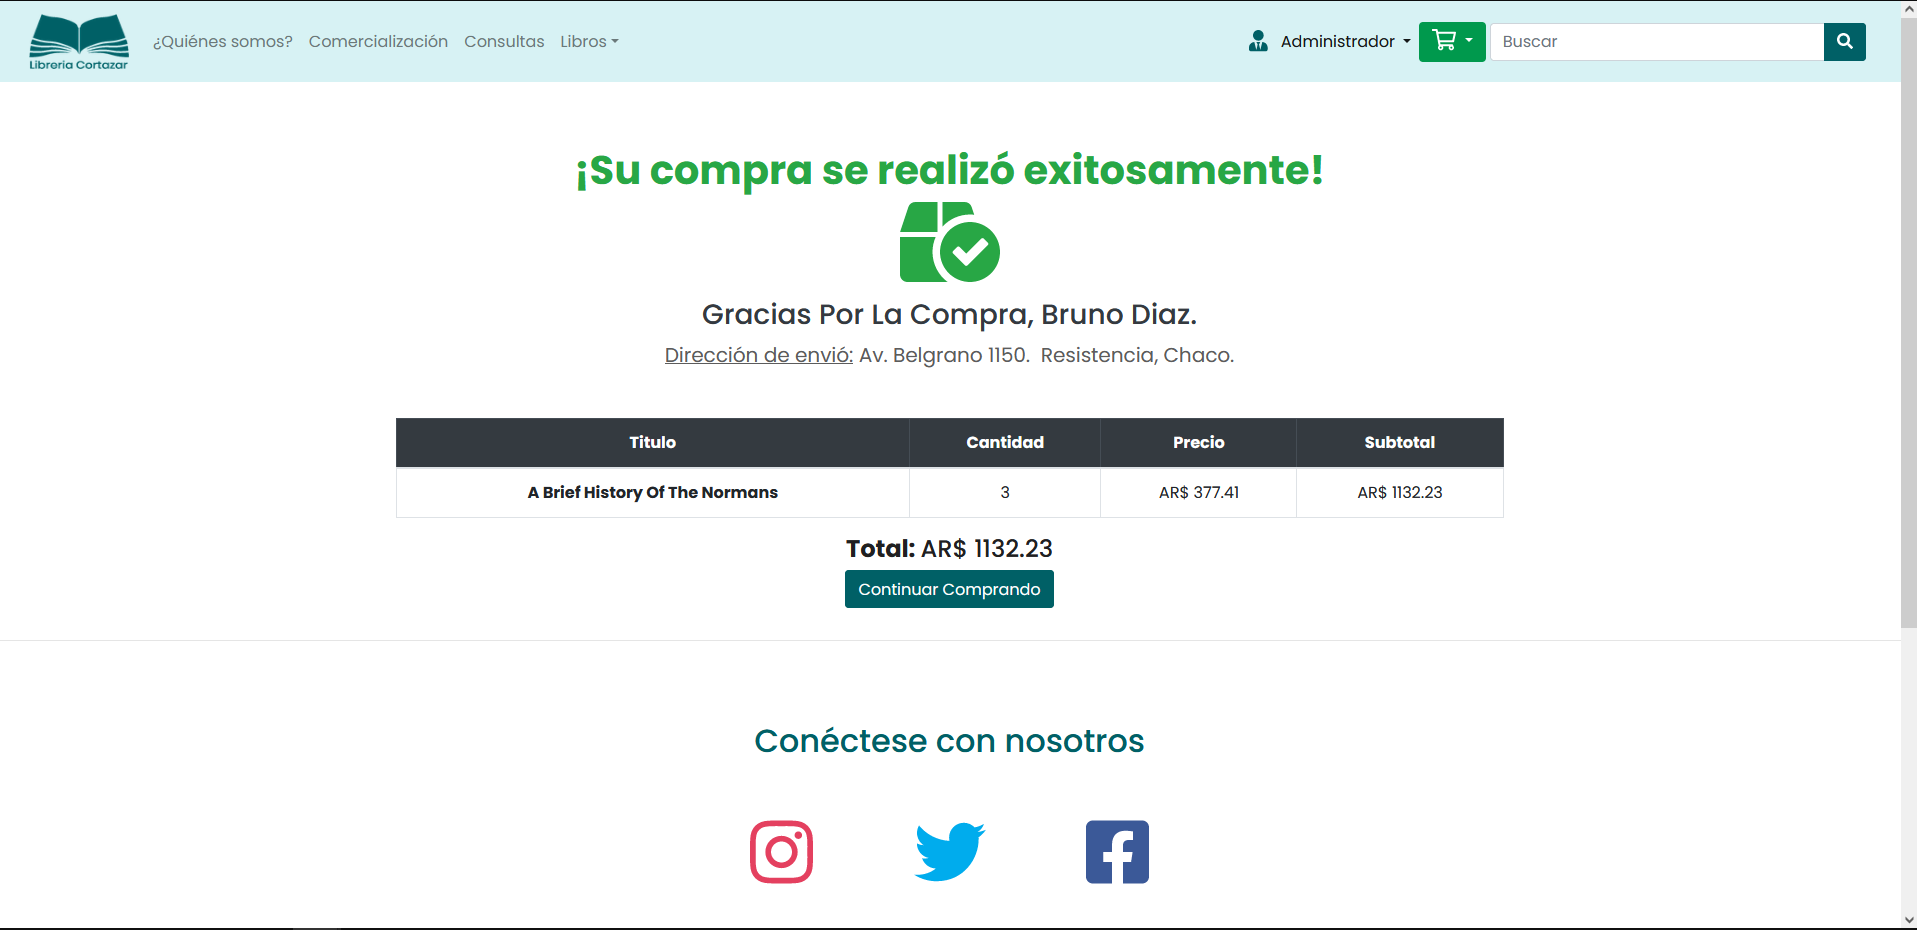 Libreria Cortazar
¿Quiénes somos? Comercialización Consultas Libros
Administrador
Buscar
¡Su compra se realizó exitosamente!
Gracias Por La Compra, Bruno Diaz.
Dirección de envió: Av. Belgrano 1150. Resistencia, Chaco.
Titulo Cantidad Precio Subtotal
A Brief History Of The Normans 3 AR$ 377.41 AR$ 1132.23
Total: AR$ 1132.23
Continuar Comprando
Conéctese con nosotros